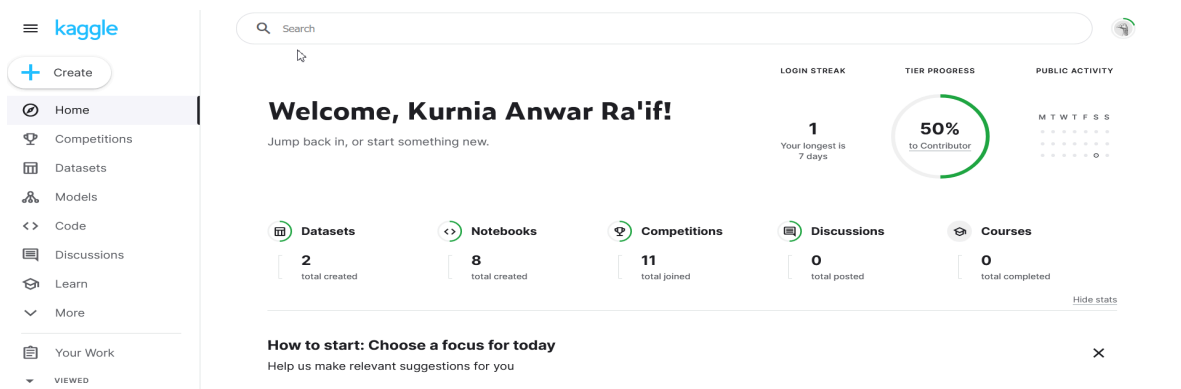 kaggle
Search
Create
Home
Competitions
Datasets
Models
Code
Discussions
Learn
More
Your Work
VIEWED
Welcome, Kurnia Anwar Ra'if!
Jump back in, or start something new.
LOGIN STREAK
1
Your longest is
7 days
TIER PROGRESS
50%
to Contributor
PUBLIC ACTIVITY
M T W T F S S
Datasets
2
total created
Notebooks
8
total created
Competitions
11
total joined
Discussions
0
total posted
Courses
0
total completed
Hide stats
How to start: Choose a focus for today
Help us make relevant suggestions for you